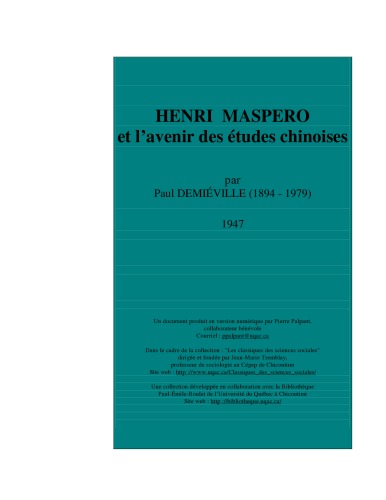 HENRI MASPERO
et l’avenir des études chinoises
par
Paul DEMIÉVILLE (1894 - 1979)
1947
Un document produit en version numérique par Pierre Palpant,
collaborateur bénévole
Courriel : ppalpant@uqac.ca
Dans le cadre de la collection : "Les classiques des sciences sociales"
dirigée et fondée par Jean-Marie Tremblay,
professeur de sociologie au Cégep de Chicoutimi
Site web : http://www.uqac.ca/Classiques_des_sciences_sociales/
Une collection développée en collaboration avec la Bibliothèque
Paul-Émile-Boulet de l’Université du Québec à Chicoutimi
Site web : http://bibliotheque.uqac.ca/